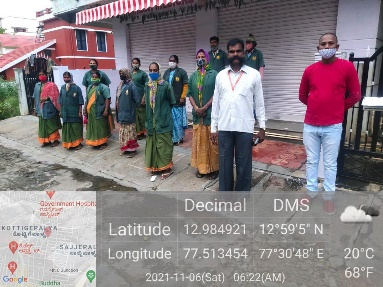 Government Hospital
KOTTIGEPALYA
SAJJEPALYA
Google
Buddha
Decimal DMS
Latitude 12.984921 12°59'5" N
Longitude 77.513454 77°30'48" E
20°C
2021-11-06(Sat) 06:22(AM) 68°F